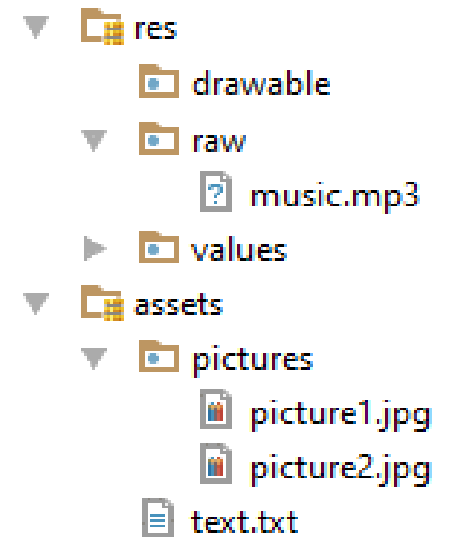 res
drawable
raw
music.mp3
values
assets
pictures
picture1.jpg
picture2.jpg
text.txt